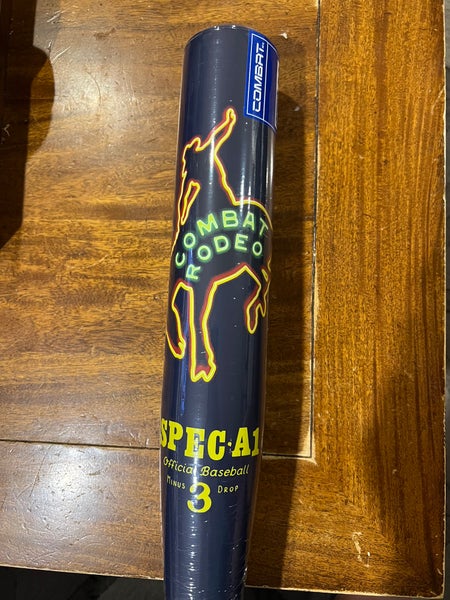 COMBAT
COMBAT
RODEO
SPEC·A1
Official Baseball
MINUS 3 DROP